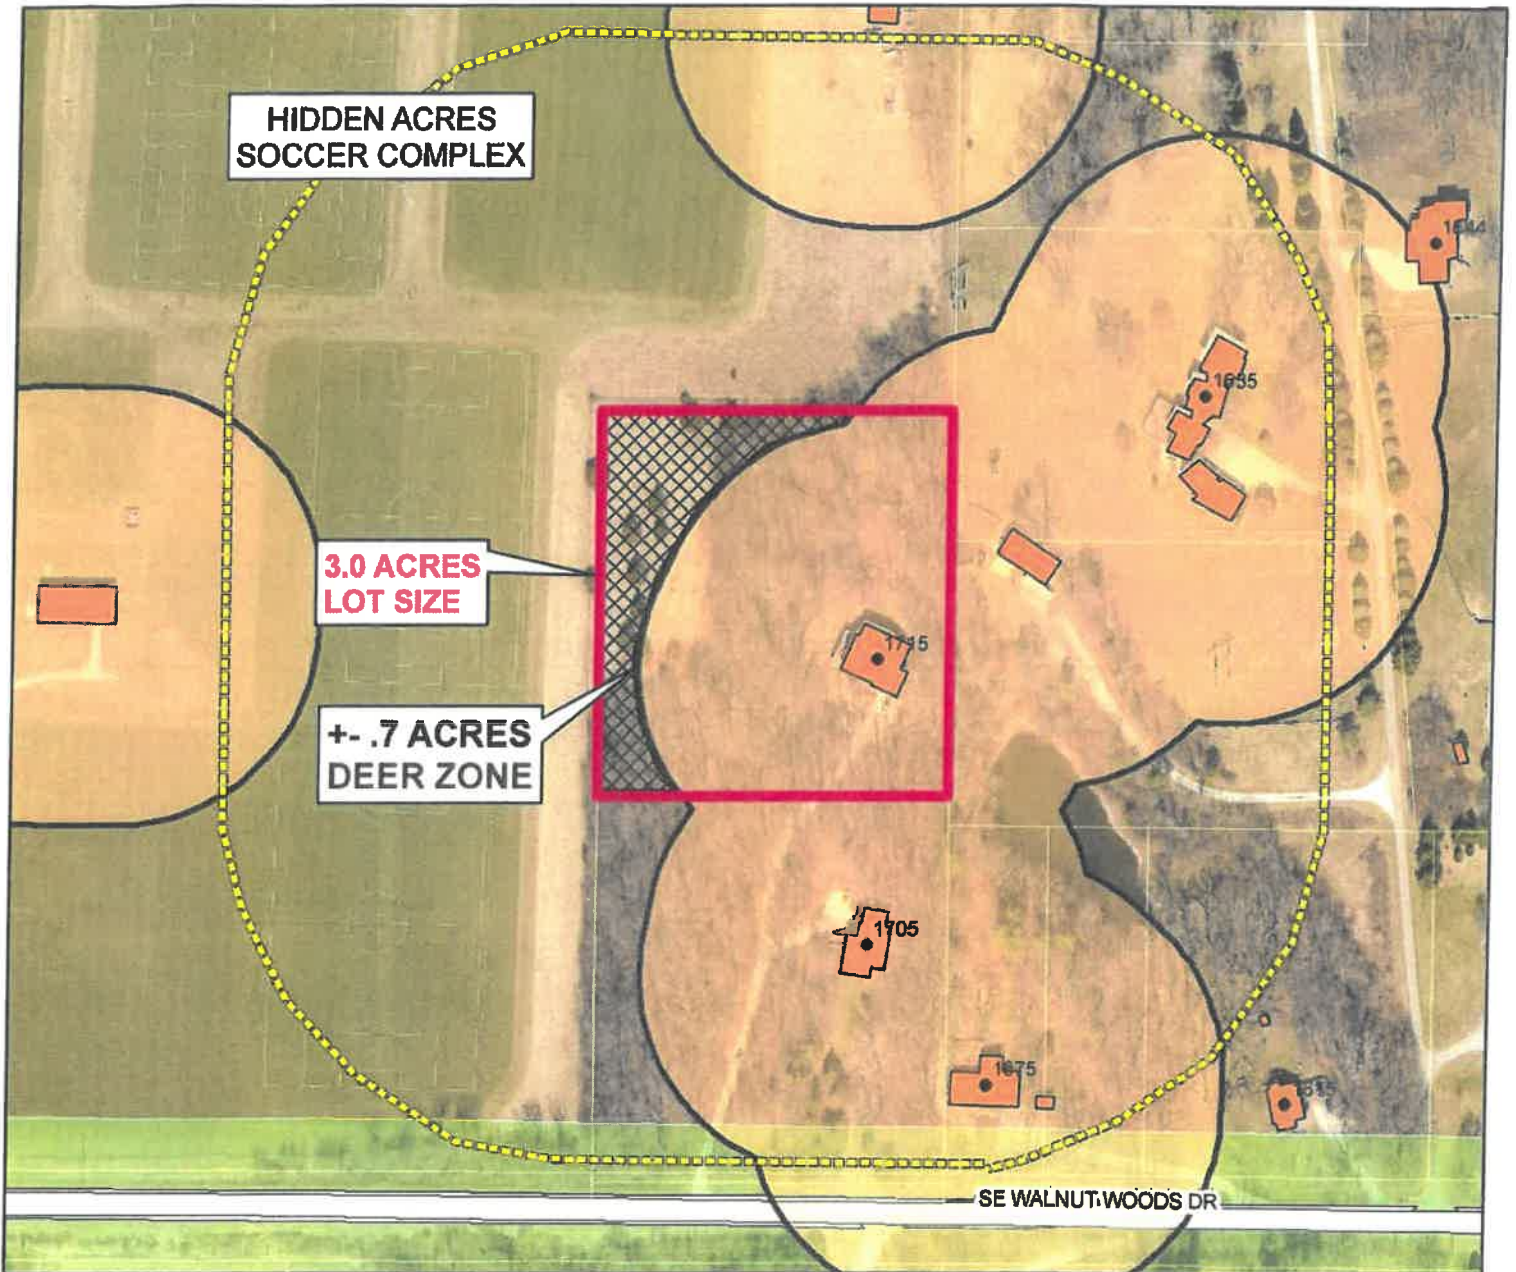 HIDDEN ACRES
SOCCER COMPLEX
1635
3.0 ACRES
LOT SIZE
1715
+- .7 ACRES
DEER ZONE
1705
1675
SE WALNUT WOODS DR